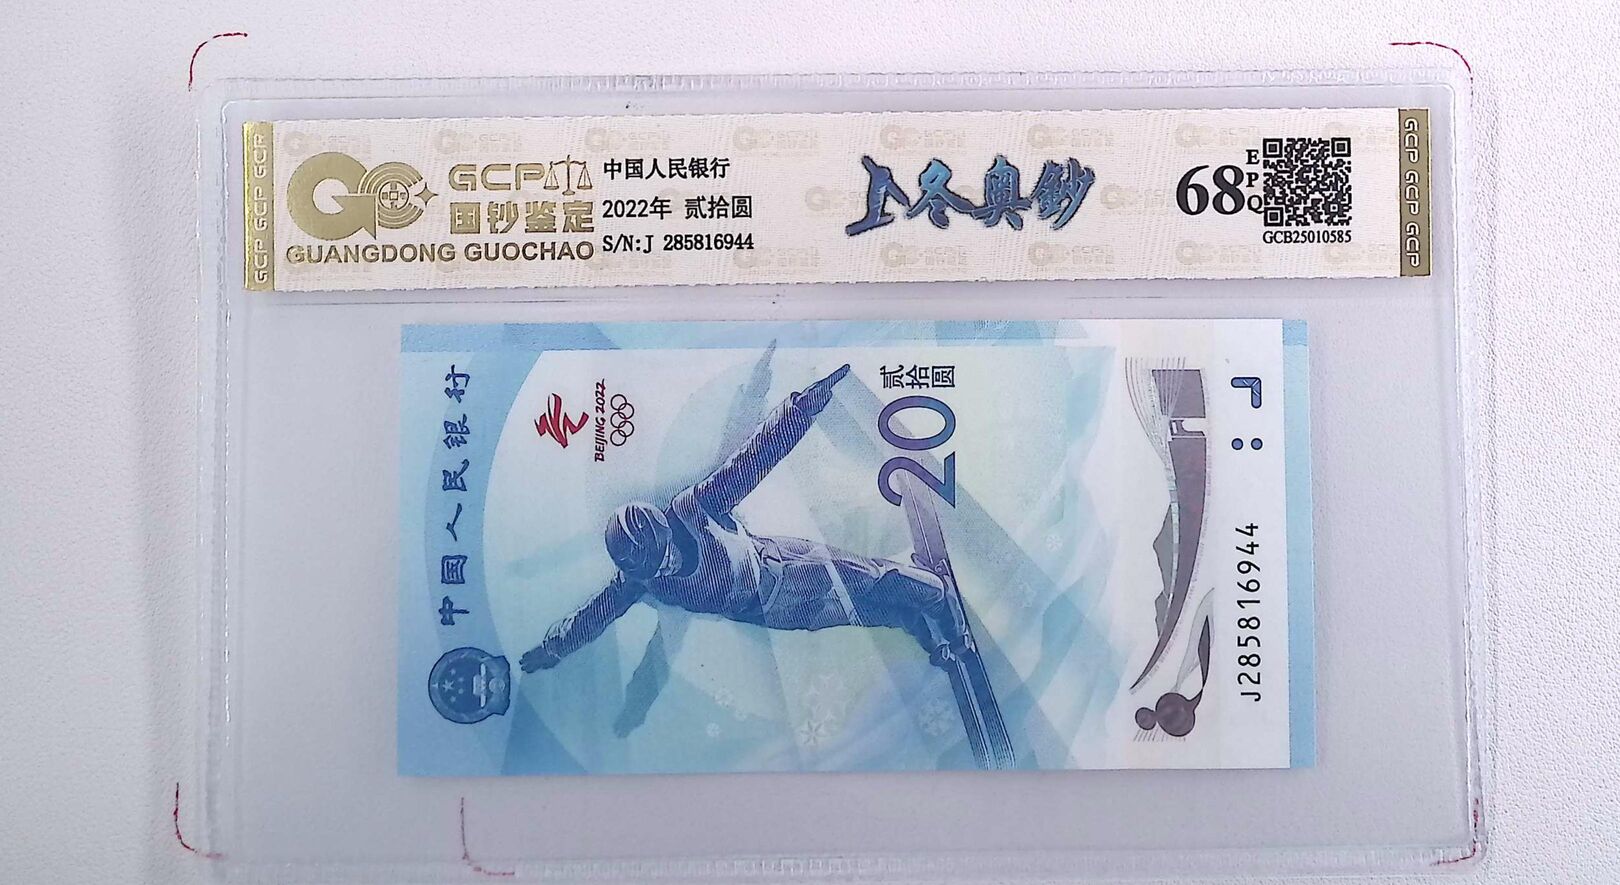 GCP GCP GCP
GCP
国钞鉴定
GUANGDONG GUOCHAO
中国人民银行
2022年 贰拾圆
S/N:J 285816944
冬奥鈔
68
EPQ
GCB25010585
GCP GCP GCP
中国人民银行
BEIJING 2022
贰拾圆
20
J285816944